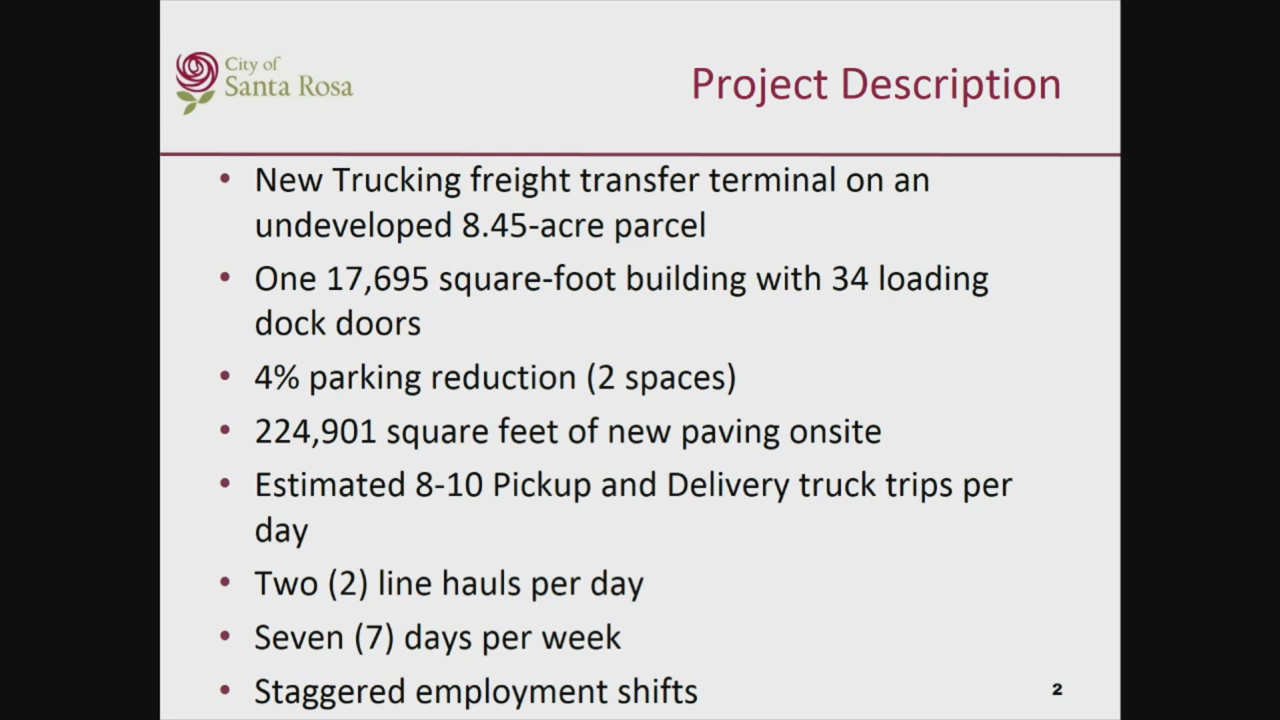 City of
Santa Rosa
Project Description
• New Trucking freight transfer terminal on an
undeveloped 8.45-acre parcel
• One 17,695 square-foot building with 34 loading
dock doors
• 4% parking reduction (2 spaces)
• 224,901 square feet of new paving onsite
• Estimated 8-10 Pickup and Delivery truck trips per
day
• Two (2) line hauls per day
• Seven (7) days per week
• Staggered employment shifts
2